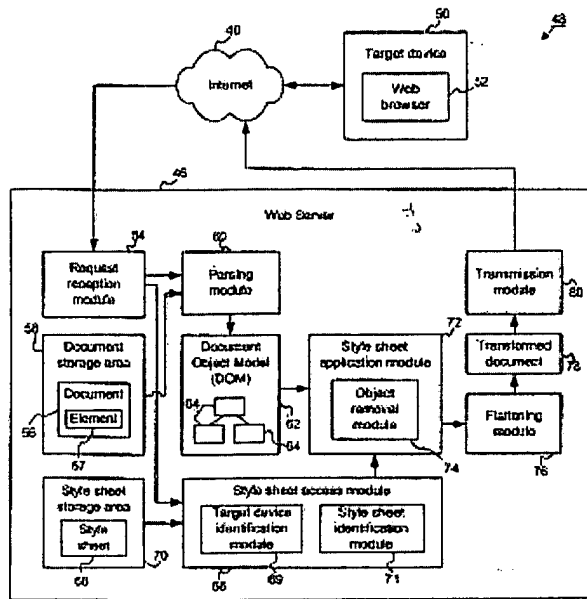 40
50
48
Target device
Internet
Web
browser
52
46
Web Server
54
60
Request
reception
module
Parsing
module
Transmission
module
80
58
72
Document
storage area
Document
Object Model
(DOM)
Style sheet
application module
Transformed
document
78
Document
Element
56
57
64
64
62
Object
removal
module
74
Flattening
module
76
Style sheet
storage area
Style
sheet
68
70
Style sheet access module
Target device
identification
module
Style sheet
identification
module
66
69
71